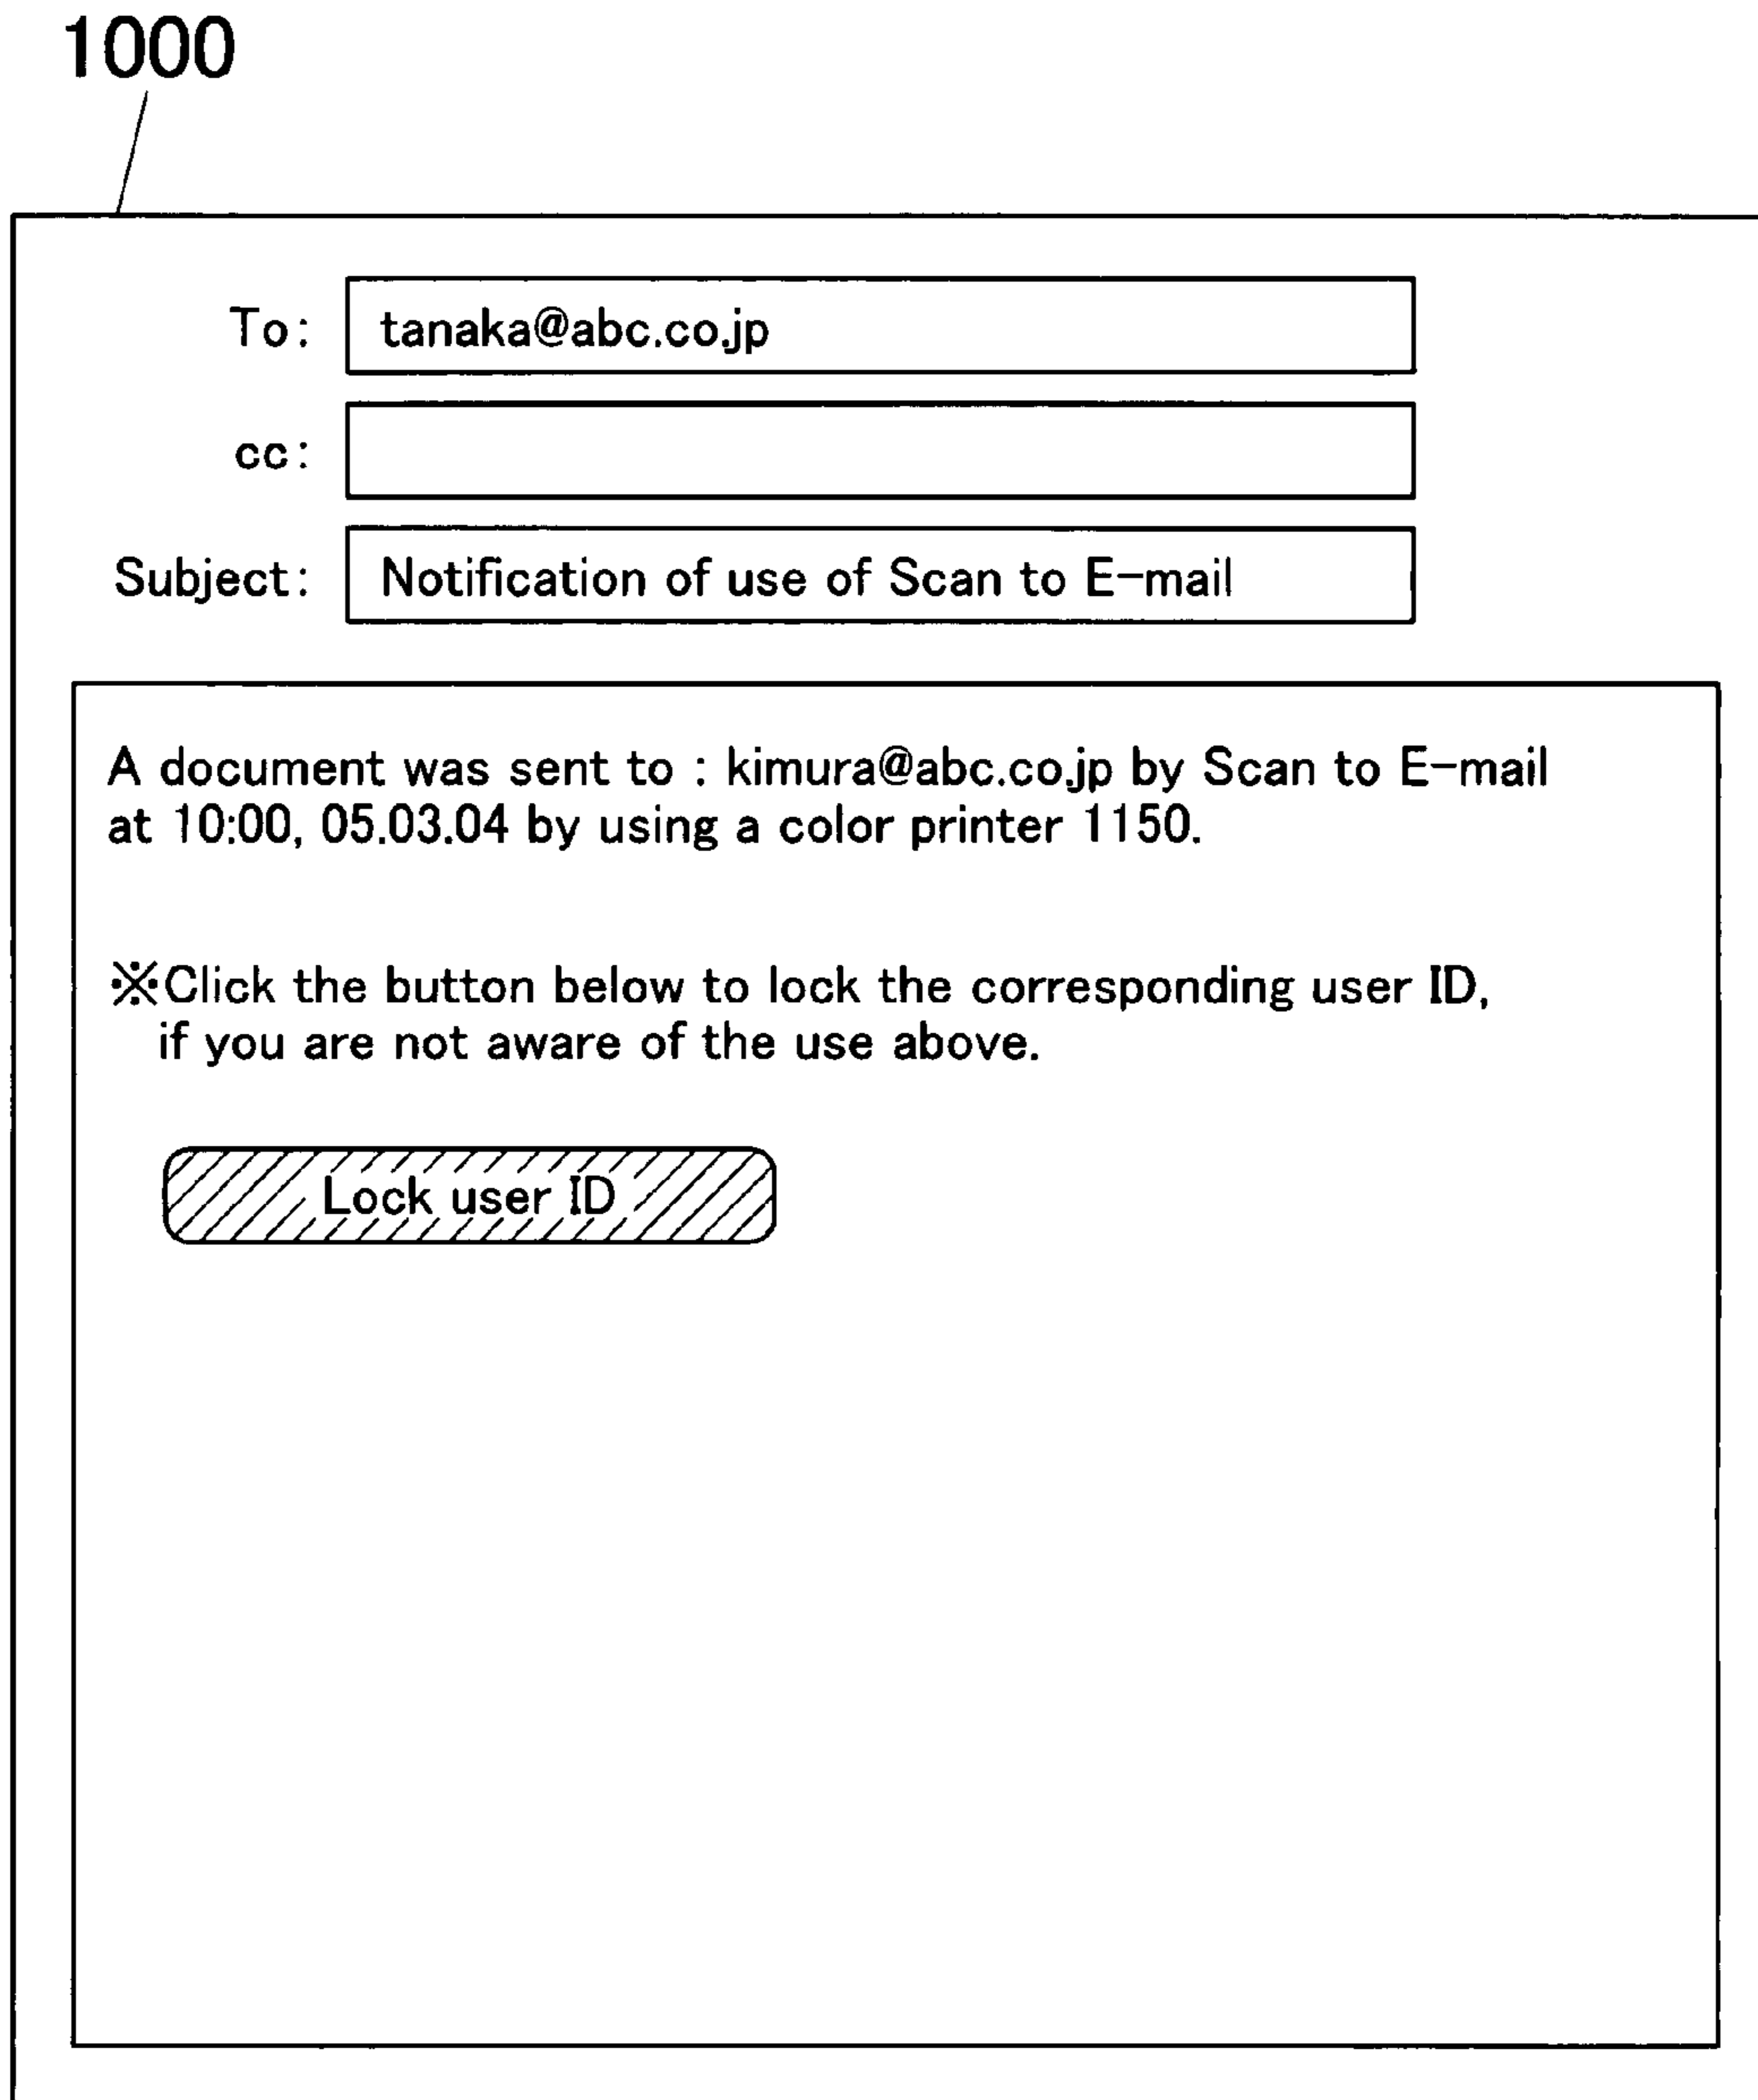 1000
To: tanaka@abc.co.jp
cc:
Subject: Notification of use of Scan to E-mail
A document was sent to : kimura@abc.co.jp by Scan to E-mail
at 10:00, 05.03.04 by using a color printer 1150.
※Click the button below to lock the corresponding user ID,
if you are not aware of the use above.
Lock user ID